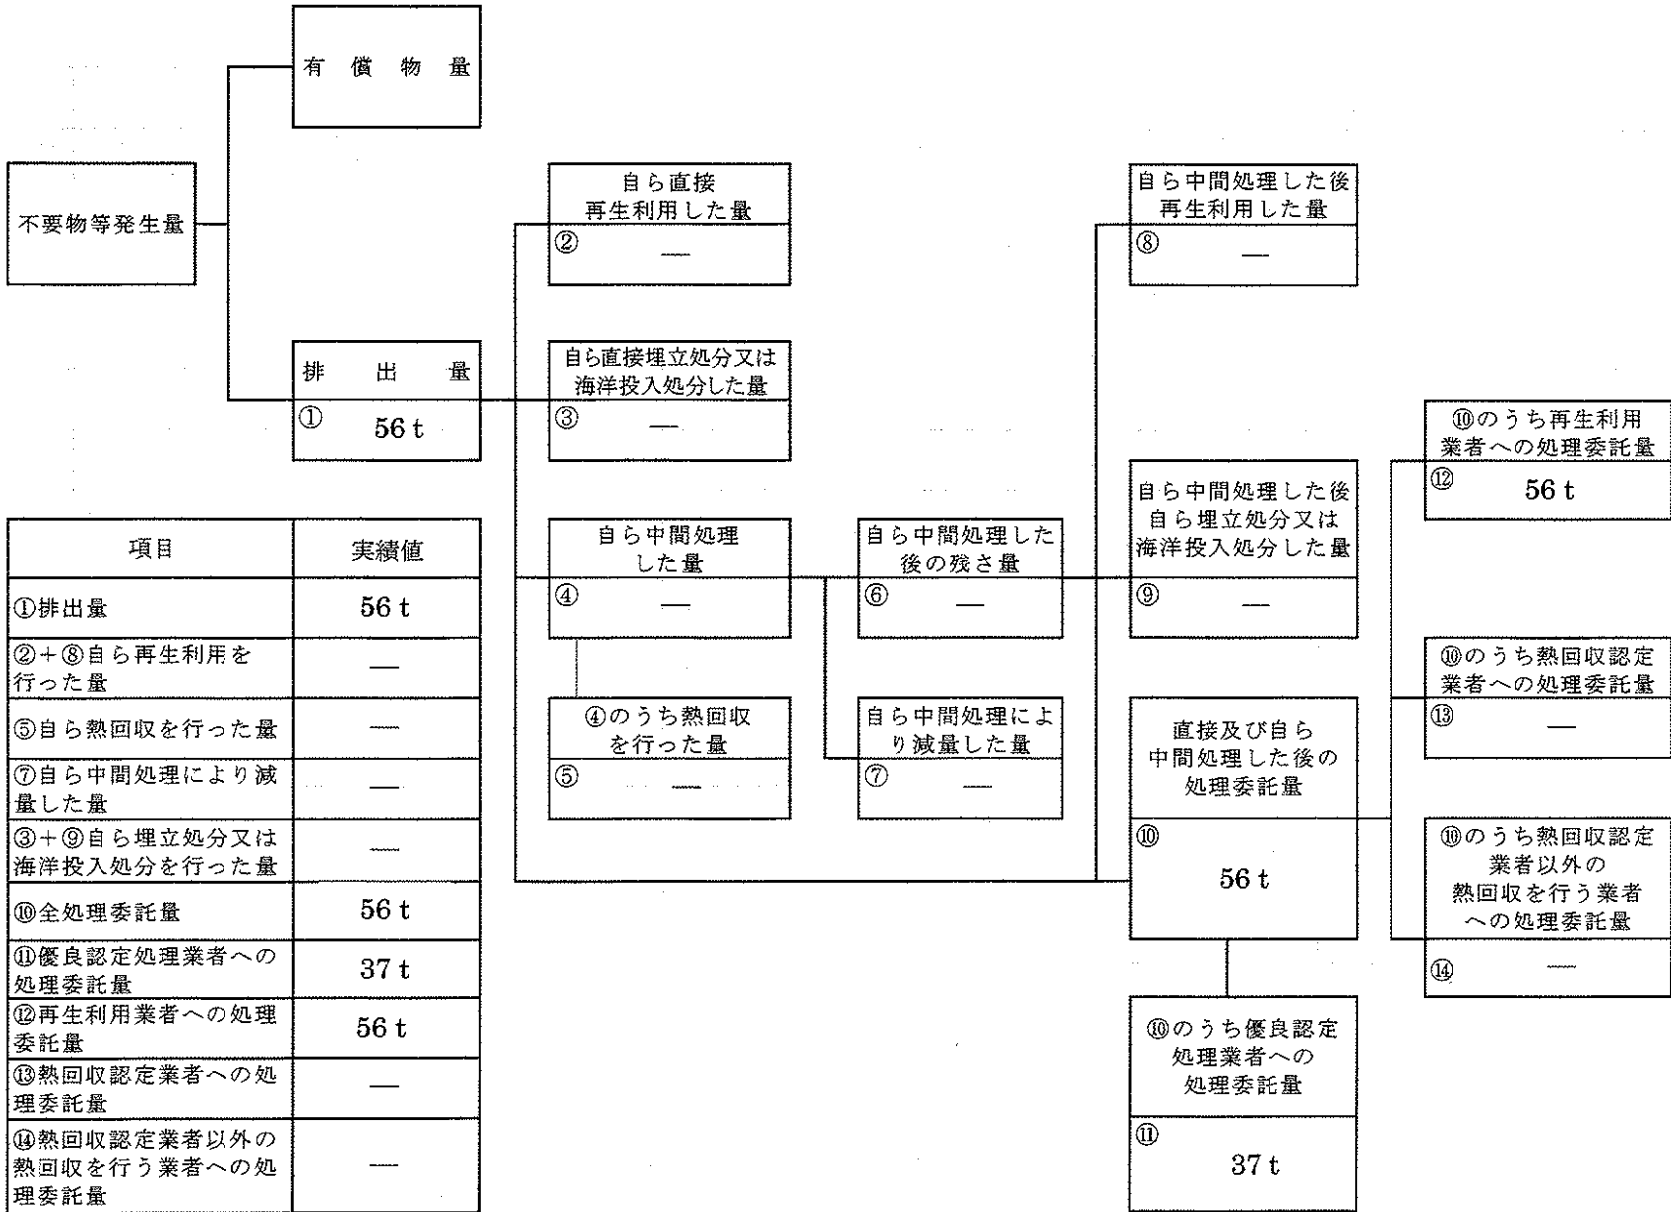 有償物量
不要物等発生量
排出量
① 56 t
自ら直接
再生利用した量
② —
自ら直接埋立処分又は
海洋投入処分した量
③ —
自ら中間処理
した量
④ —
④のうち熱回収
を行った量
⑤ —
自ら中間処理した
後の残さ量
⑥ —
自ら中間処理によ
り減量した量
⑦ —
自ら中間処理した後
再生利用した量
⑧ —
自ら中間処理した後
自ら埋立処分又は
海洋投入処分した量
⑨ —
直接及び自ら
中間処理した後の
処理委託量
⑩
56 t
⑩のうち優良認定
処理業者への
処理委託量
⑪
37 t
⑩のうち再生利用
業者への処理委託量
⑫ 56 t
⑩のうち熱回収認定
業者への処理委託量
⑬ —
⑩のうち熱回収認定
業者以外の
熱回収を行う業者
への処理委託量
⑭ —
項目 実績値
①排出量 56 t
②+⑧自ら再生利用を
行った量 —
⑤自ら熱回収を行った量 —
⑦自ら中間処理により減
量した量 —
③+⑨自ら埋立処分又は
海洋投入処分を行った量 —
⑩全処理委託量 56 t
⑪優良認定処理業者への
処理委託量 37 t
⑫再生利用業者への処理
委託量 56 t
⑬熱回収認定業者への処
理委託量 —
⑭熱回収認定業者以外の
熱回収を行う業者への処
理委託量 —